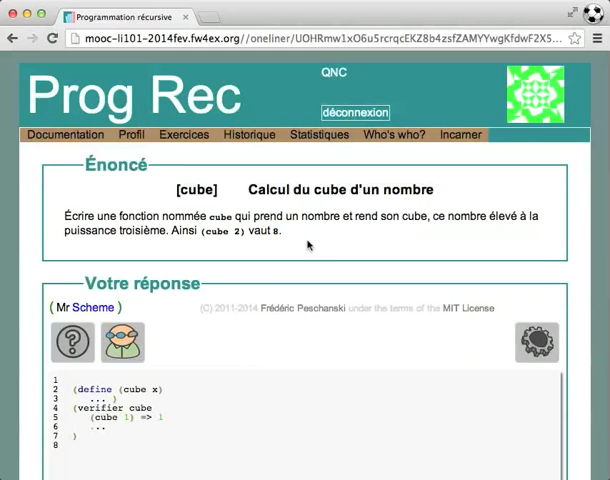 Programmation récursive
mooc-li101-2014fev.fw4ex.org//oneliner/UOHRmw1xO6u5rcrqcEKZ8b4zsfZAMYYwgKfdwF2X5...
Prog Rec
QNC
déconnexion
Documentation Profil Exercices Historique Statistiques Who's who? Incarner
Énoncé
[cube] Calcul du cube d'un nombre
Écrire une fonction nommée cube qui prend un nombre et rend son cube, ce nombre élevé à la
puissance troisième. Ainsi (cube 2) vaut 8.
Votre réponse
( Mr Scheme ) (C) 2011-2014 Frédéric Peschanski under the terms of the MIT License
1
2 (define (cube x)
3 ... )
4 (verifier cube
5 (cube 1) => 1
6 ...
7 )
8